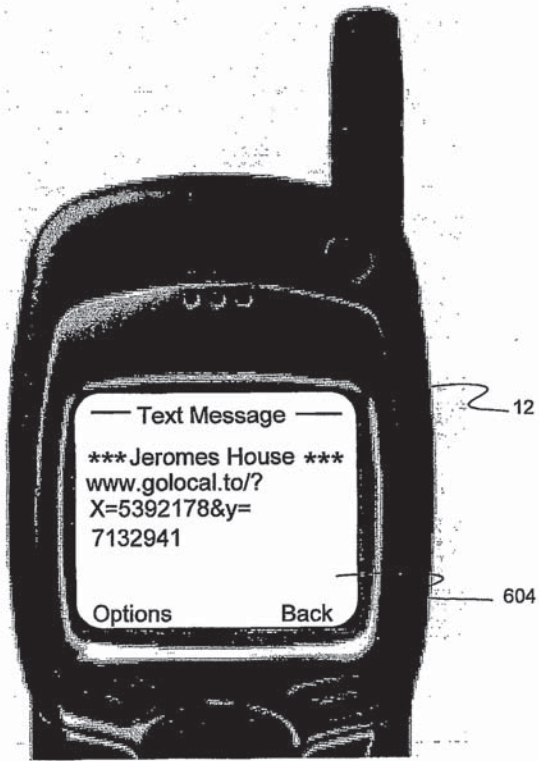 — Text Message —
***Jeromes House ***
www.golocal.to/?
X=5392178&y=
7132941
Options Back
12
604